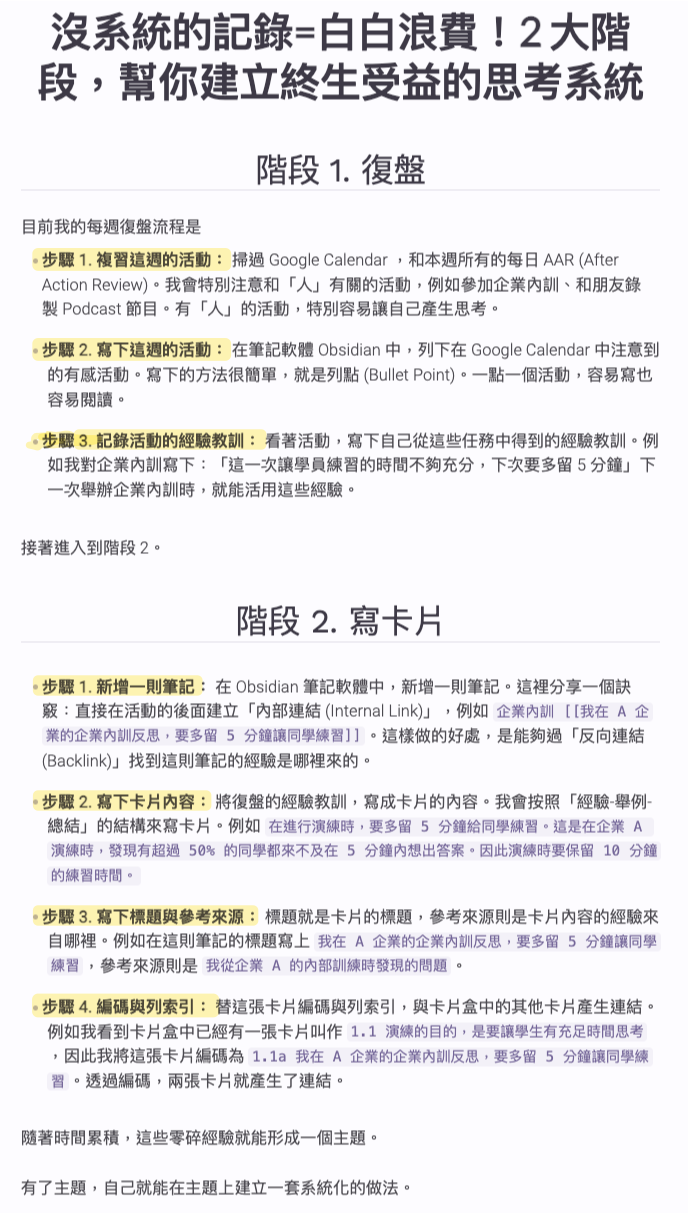 沒系統的記錄=白白浪費！2大階
段，幫你建立終生受益的思考系統
階段 1. 復盤
目前我的每週復盤流程是
步驟 1. 複習這週的活動： 掃過 Google Calendar ，和本週所有的每日 AAR (After
Action Review)。我會特別注意和「人」有關的活動，例如參加企業內訓、和朋友錄
製 Podcast 節目。有「人」的活動，特別容易讓自己產生思考。
步驟 2. 寫下這週的活動： 在筆記軟體 Obsidian 中，列下在 Google Calendar 中注意到
的有感活動。寫下的方法很簡單，就是列點 (Bullet Point)。一點一個活動，容易寫也
容易閱讀。
步驟 3. 記錄活動的經驗教訓： 看著活動，寫下自己從這些任務中得到的經驗教訓。例
如我對企業內訓寫下：「這一次讓學員練習的時間不夠充分，下次要多留 5 分鐘」下
一次舉辦企業內訓時，就能活用這些經驗。
接著進入到階段 2。
階段 2. 寫卡片
步驟 1. 新增一則筆記： 在 Obsidian 筆記軟體中，新增一則筆記。這裡分享一個訣
竅：直接在活動的後面建立「內部連結 (Internal Link)」，例如 企業內訓 [[我在 A 企
業的企業內訓反思，要多留 5 分鐘讓同學練習]] 。這樣做的好處，是能夠過「反向連結
(Backlink)」找到這則筆記的經驗是哪裡來的。
步驟 2. 寫下卡片內容： 將復盤的經驗教訓，寫成卡片的內容。我會按照「經驗-舉例-
總結」的結構來寫卡片。例如 在進行演練時，要多留 5 分鐘給同學練習。這是在企業 A
演練時，發現有超過 50% 的同學都來不及在 5 分鐘內想出答案。因此演練時要保留 10 分鐘
的練習時間。
步驟 3. 寫下標題與參考來源： 標題就是卡片的標題，參考來源則是卡片內容的經驗來
自哪裡。例如在這則筆記的標題寫上 我在 A 企業的企業內訓反思，要多留 5 分鐘讓同學
練習 ，參考來源則是 我從企業 A 的內部訓練時發現的問題 。
步驟 4. 編碼與列索引： 替這張卡片編碼與列索引，與卡片盒中的其他卡片產生連結。
例如我看到卡片盒中已經有一張卡片叫作 1.1 演練的目的，是要讓學生有充足時間思考
，因此我將這張卡片編碼為 1.1a 我在 A 企業的企業內訓反思，要多留 5 分鐘讓同學練
習 。透過編碼，兩張卡片就產生了連結。
隨著時間累積，這些零碎經驗就能形成一個主題。
有了主題，自己就能在主題上建立一套系統化的做法。